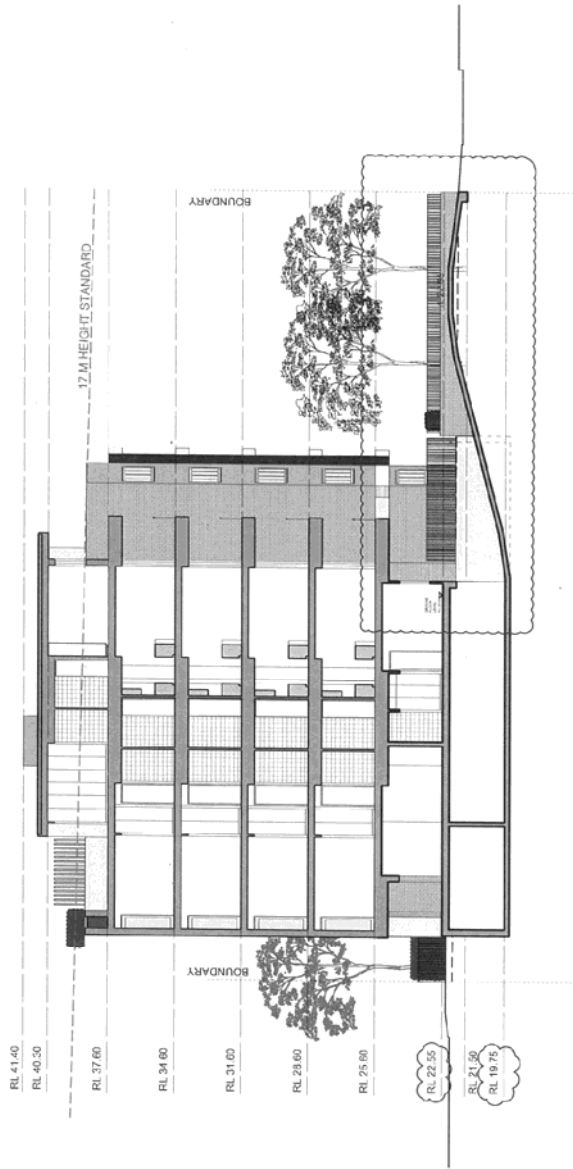 RL 41.40
RL 40.30
17 M HEIGHT STANDARD
RL 37.60
BOUNDARY
BOUNDARY
RL 34.60
RL 31.60
RL 28.60
RL 25.60
RL 22.55
RL 21.50
RL 19.75